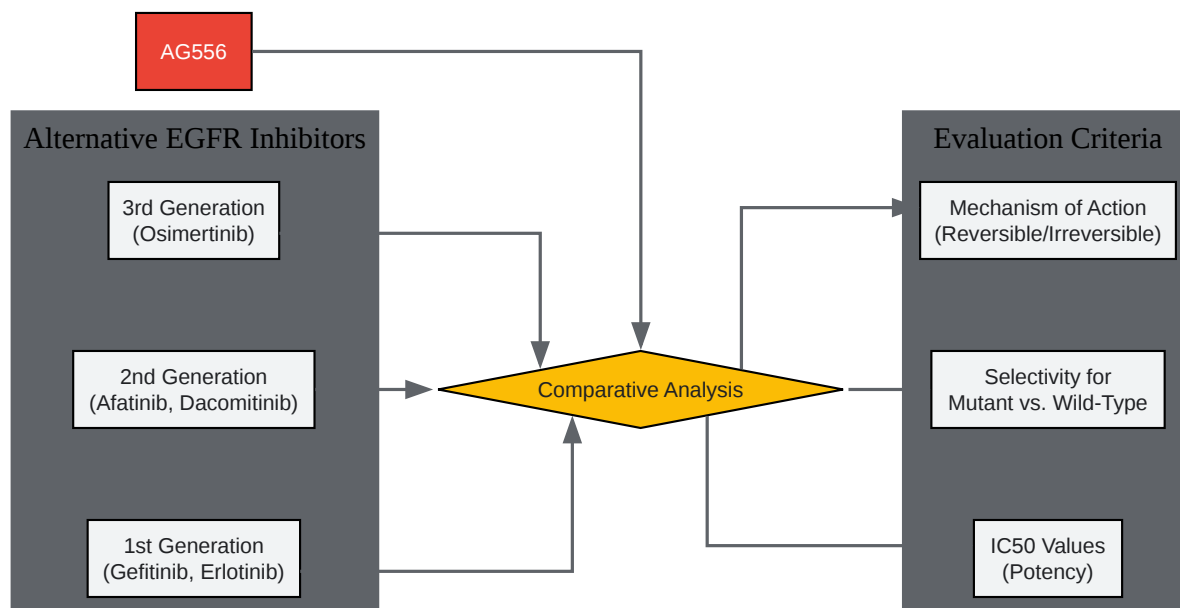 AG556
Alternative EGFR Inhibitors
3rd Generation
(Osimertinib)
2nd Generation
(Afatinib, Dacomitinib)
1st Generation
(Gefitinib, Erlotinib)
Comparative Analysis
Evaluation Criteria
Mechanism of Action
(Reversible/Irreversible)
Selectivity for
Mutant vs. Wild-Type
IC50 Values
(Potency)